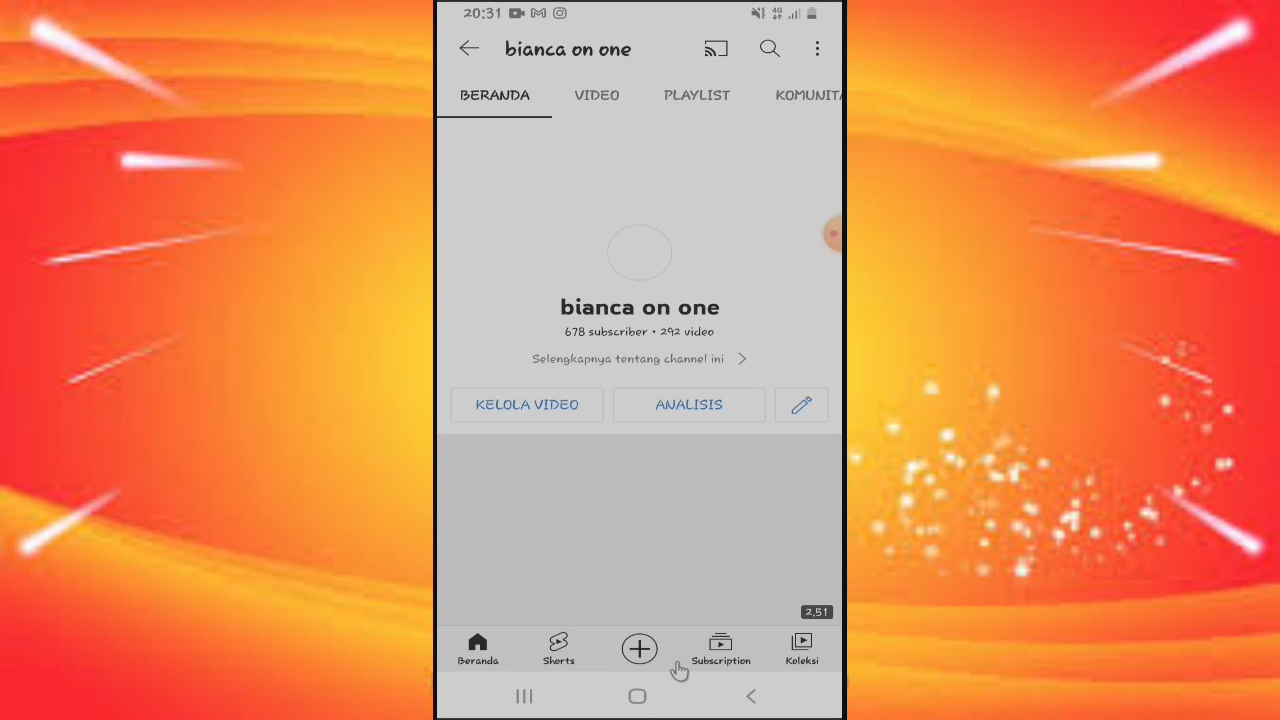 20:31
4G
bianca on one
BERANDA VIDEO PLAYLIST KOMUNITA
bianca on one
678 subscriber • 292 video
Selengkapnya tentang channel ini
KELOLA VIDEO ANALISIS
2.51
Beranda Shorts Subscription Koleksi